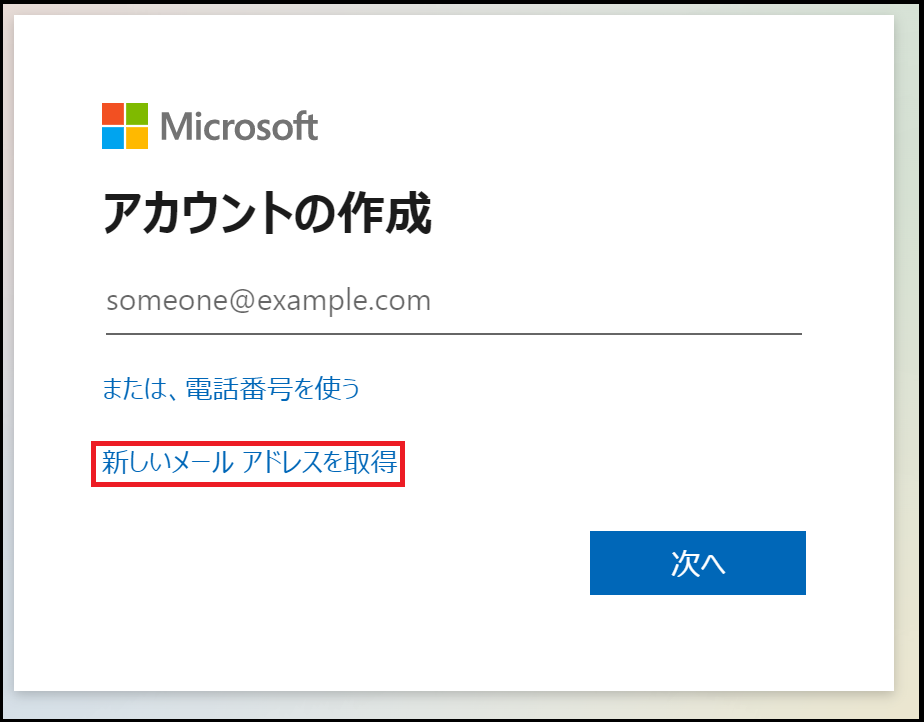 Microsoft
アカウントの作成
someone@example.com
または、電話番号を使う
新しいメール アドレスを取得
次へ